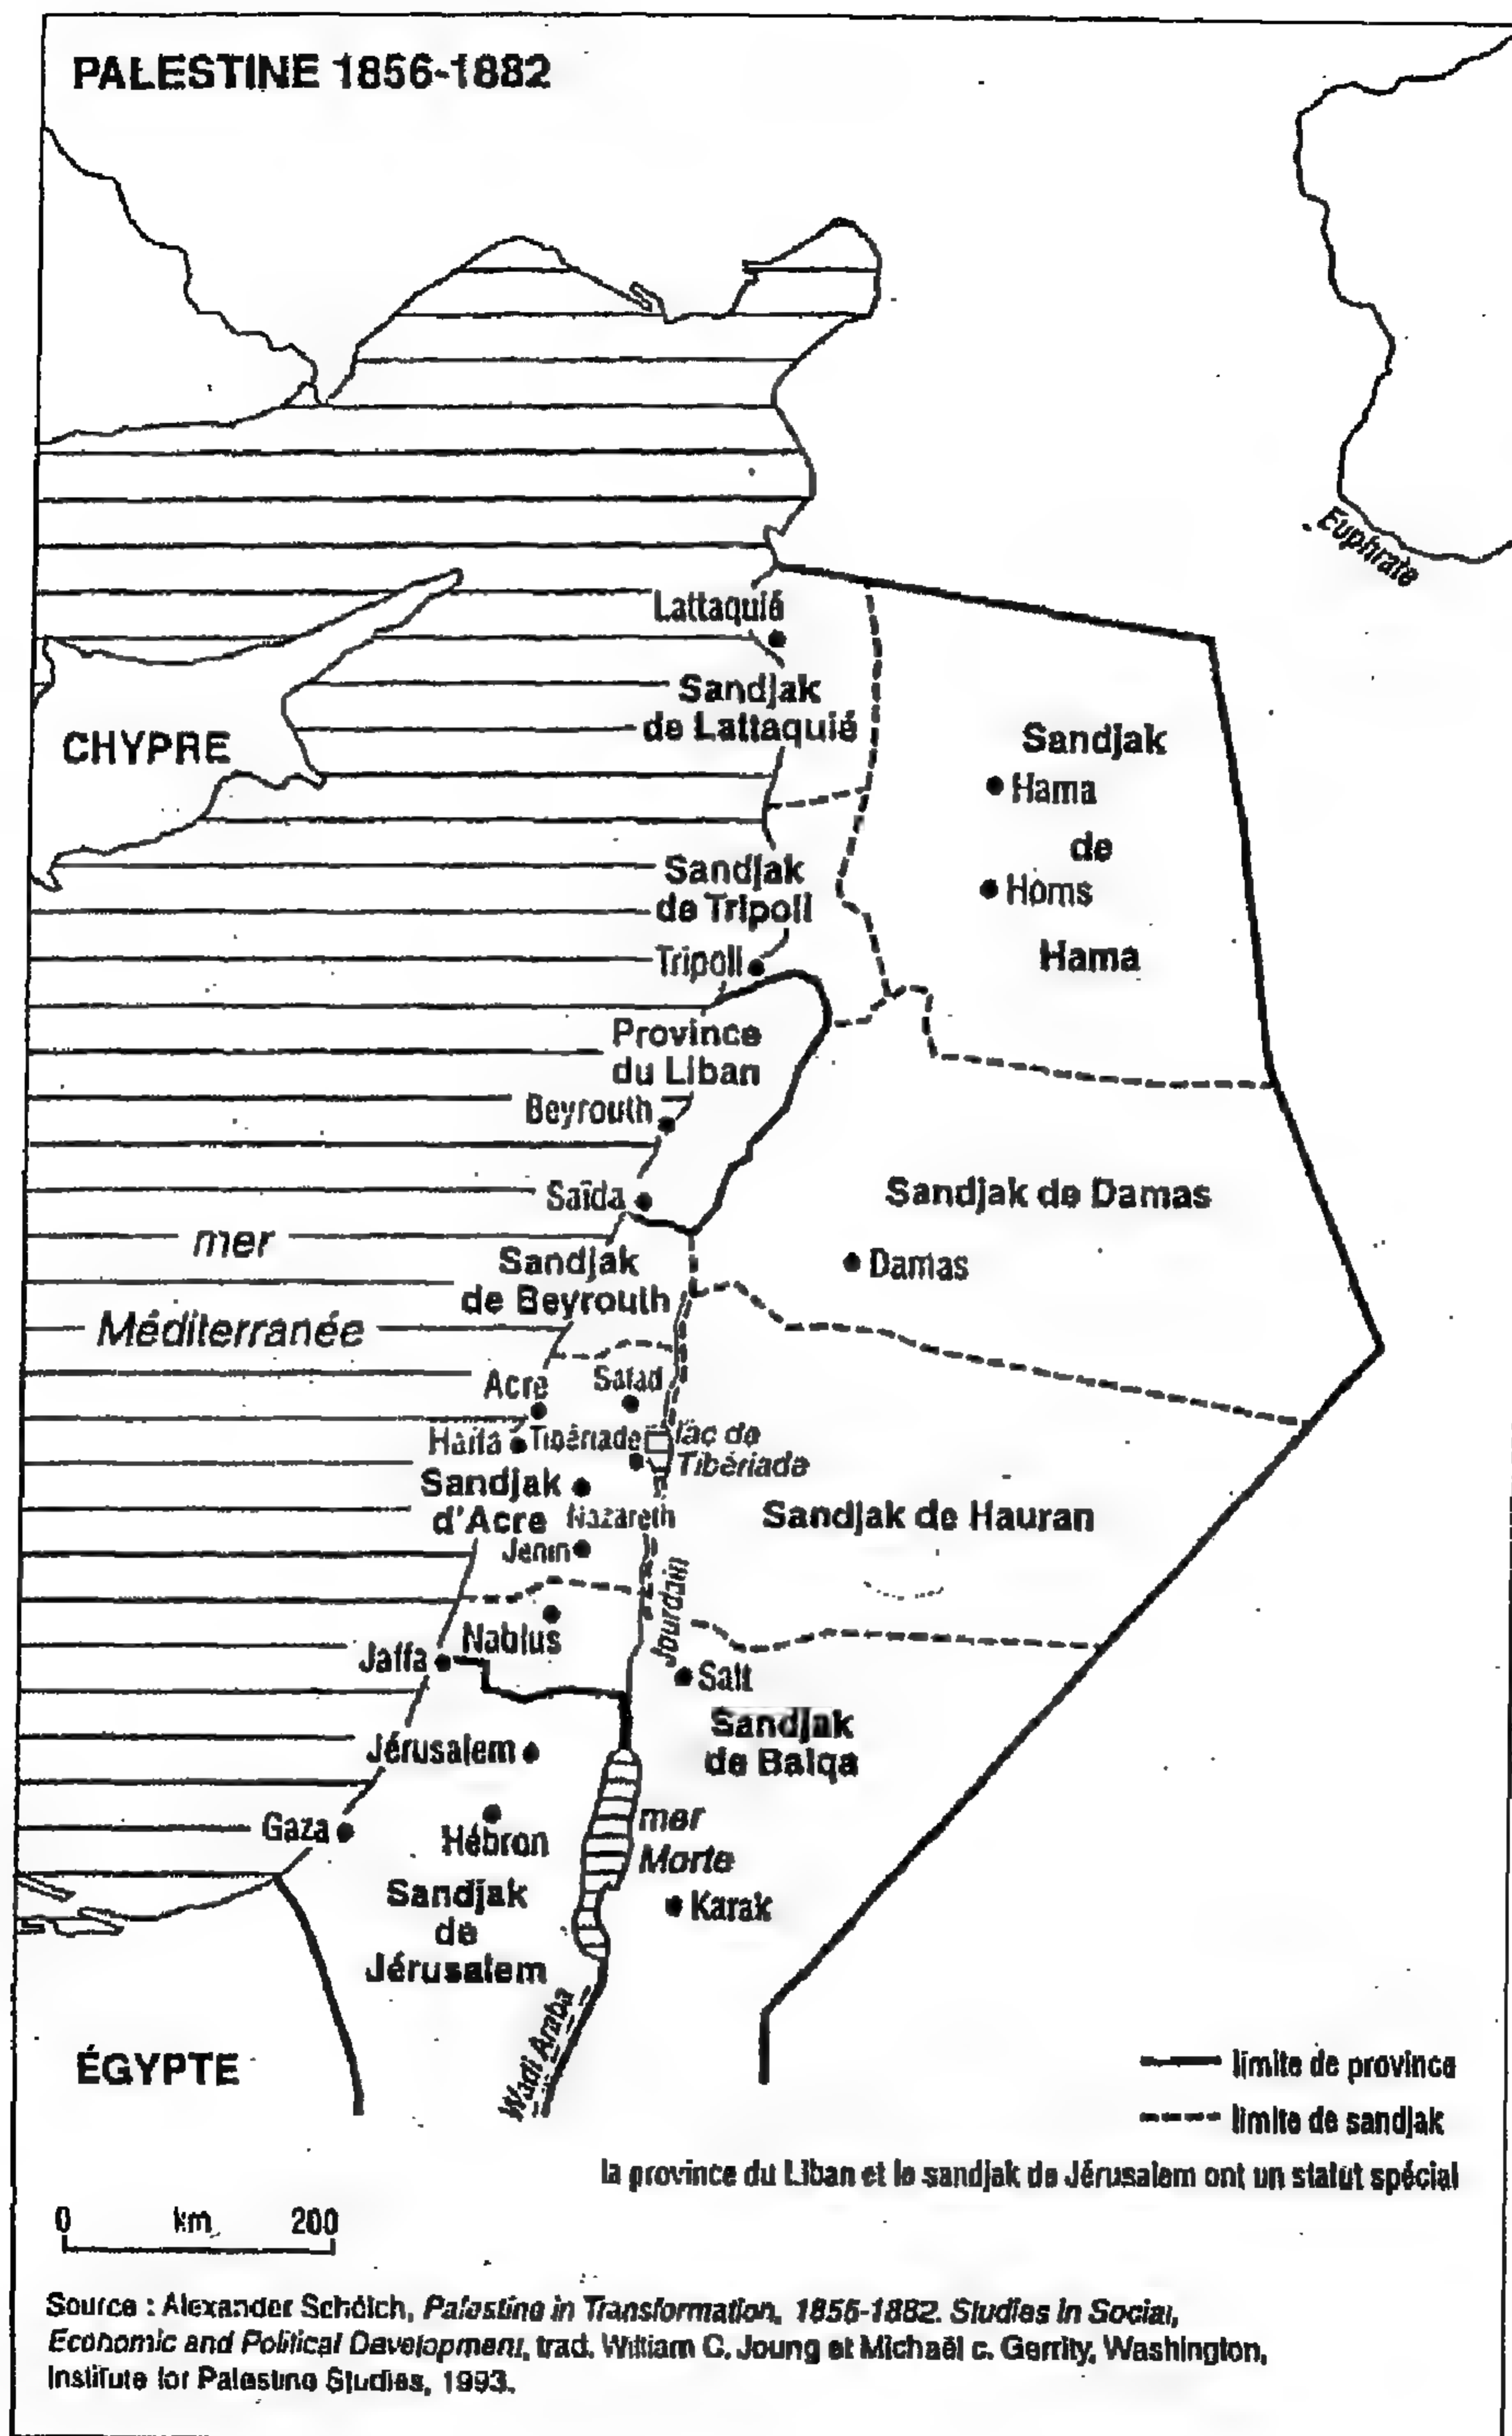 PALESTINE 1856-1882
Euphrate
Lattaquié
Sandjak
de Lattaquié
CHYPRE
Sandjak
Hama
de
Homs
Hama
Sandjak
de Tripoli
Tripoli
Province
du Liban
Beyrouth
Saïda
Sandjak de Damas
Damas
mer
Méditerranée
Sandjak
de Beyrouth
Acre
Safad
Haifa
Tibériade
lac de
Tibériade
Sandjak
d'Acre
Nazareth
Jenin
Sandjak de Hauran
Jourdain
Nablus
Jaffa
Salt
Sandjak
de Balqa
Jérusalem
Gaza
Hébron
mer
Morte
Karak
Sandjak
de
Jérusalem
Wadi Araba
ÉGYPTE
limite de province
limite de sandjak
la province du Liban et le sandjak de Jérusalem ont un statut spécial
0 km 200
Source : Alexander Schölch, Palestine in Transformation, 1856-1882. Studies in Social,
Economic and Political Development, trad. William C. Joung et Michaël c. Gerrity, Washington,
Institute for Palestine Studies, 1993.